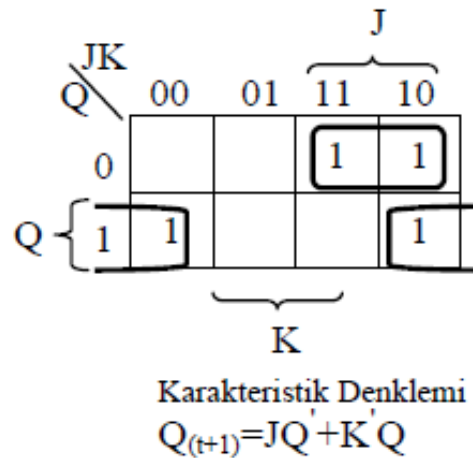 J
JK
Q 00 01 11 10
0 1 1
Q 1 1 1
K
Karakteristik Denklemi
Q(t+1)=JQ'+K'Q